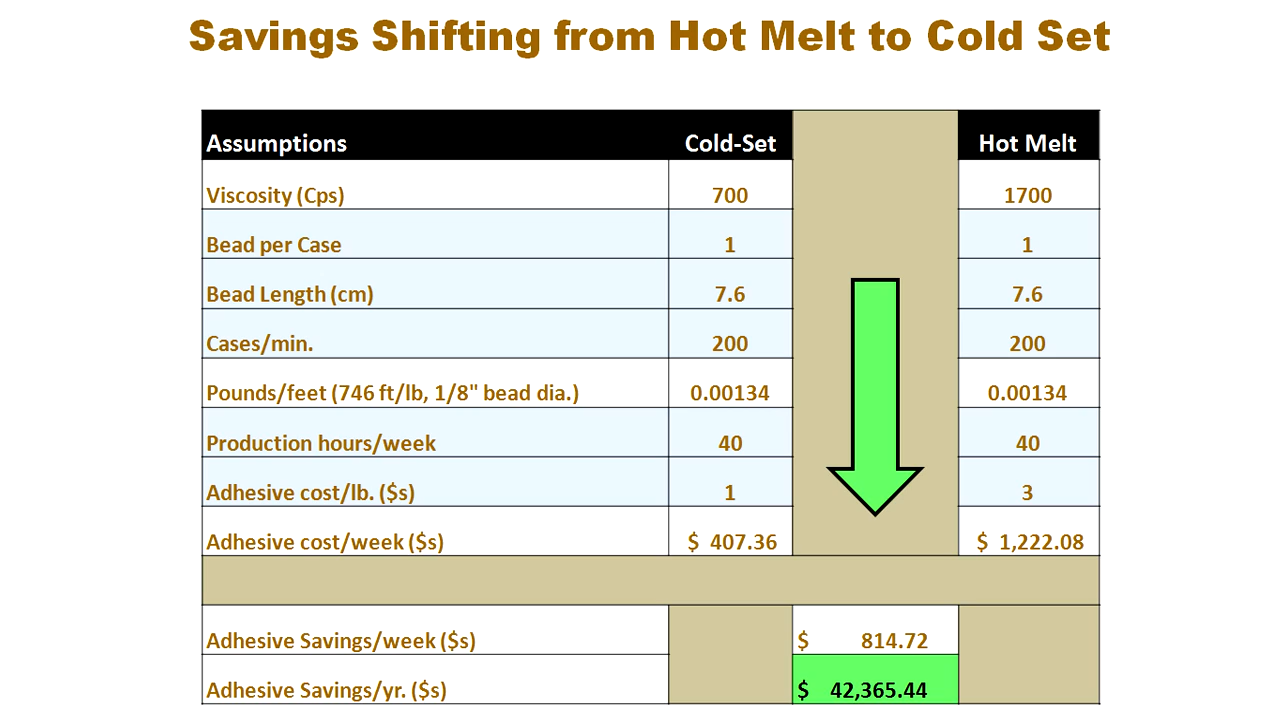 Savings Shifting from Hot Melt to Cold Set
Assumptions Cold-Set Hot Melt
Viscosity (Cps) 700 1700
Bead per Case 1 1
Bead Length (cm) 7.6 7.6
Cases/min. 200 200
Pounds/feet (746 ft/lb, 1/8" bead dia.) 0.00134 0.00134
Production hours/week 40 40
Adhesive cost/lb. ($s) 1 3
Adhesive cost/week ($s) $ 407.36 $ 1,222.08
Adhesive Savings/week ($s) $ 814.72
Adhesive Savings/yr. ($s) $ 42,365.44